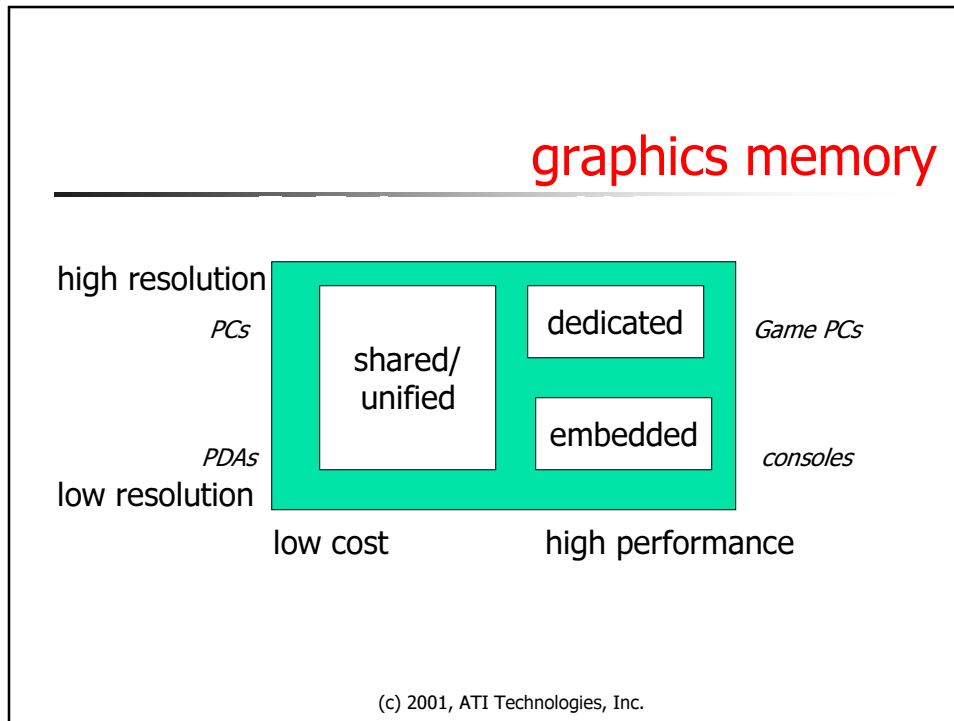 graphics memory
high resolution
PCs
shared/
unified
dedicated
Game PCs
embedded
PDAs
consoles
low resolution
low cost
high performance
(c) 2001, ATI Technologies, Inc.